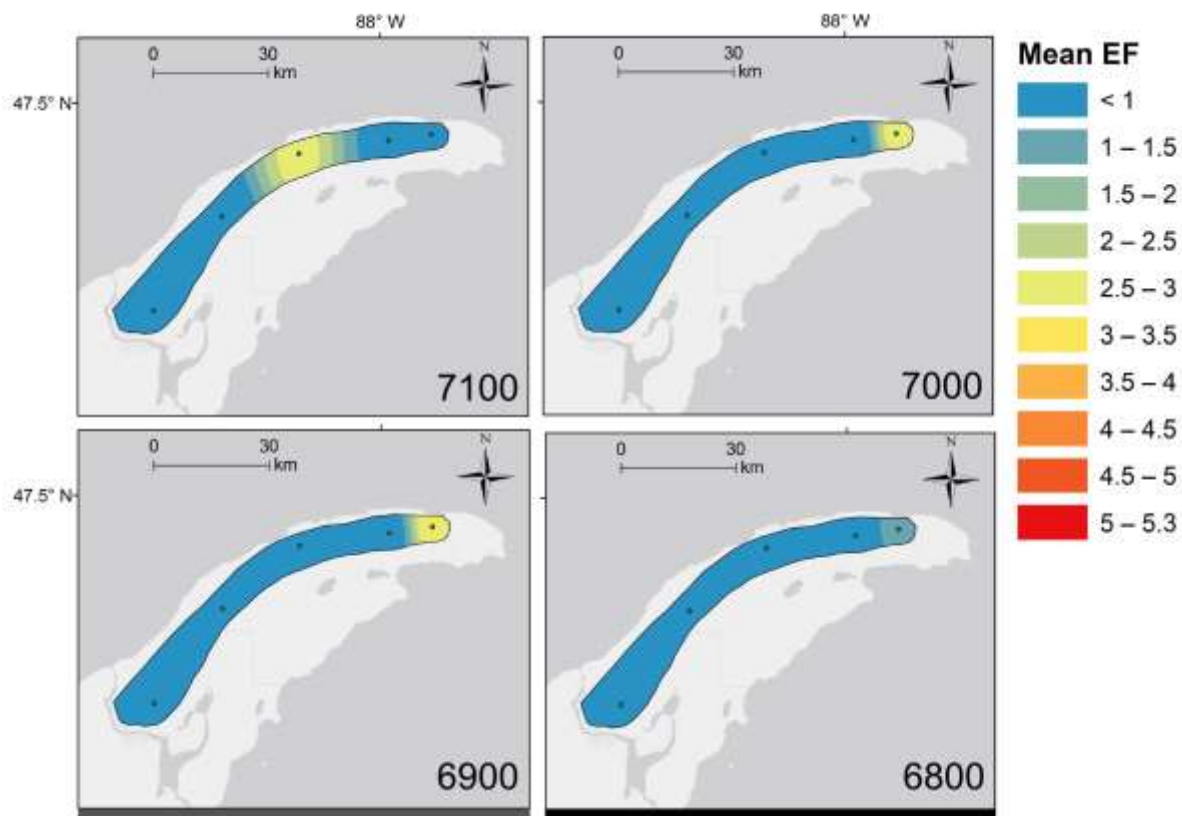 88° W
88° W
0 30
km
N
0 30
km
N
47.5° N
7100
7000
Mean EF
< 1
1 – 1.5
1.5 – 2
2 – 2.5
2.5 – 3
3 – 3.5
3.5 – 4
4 – 4.5
4.5 – 5
5 – 5.3
0 30
km
N
0 30
km
N
47.5° N
6900
6800